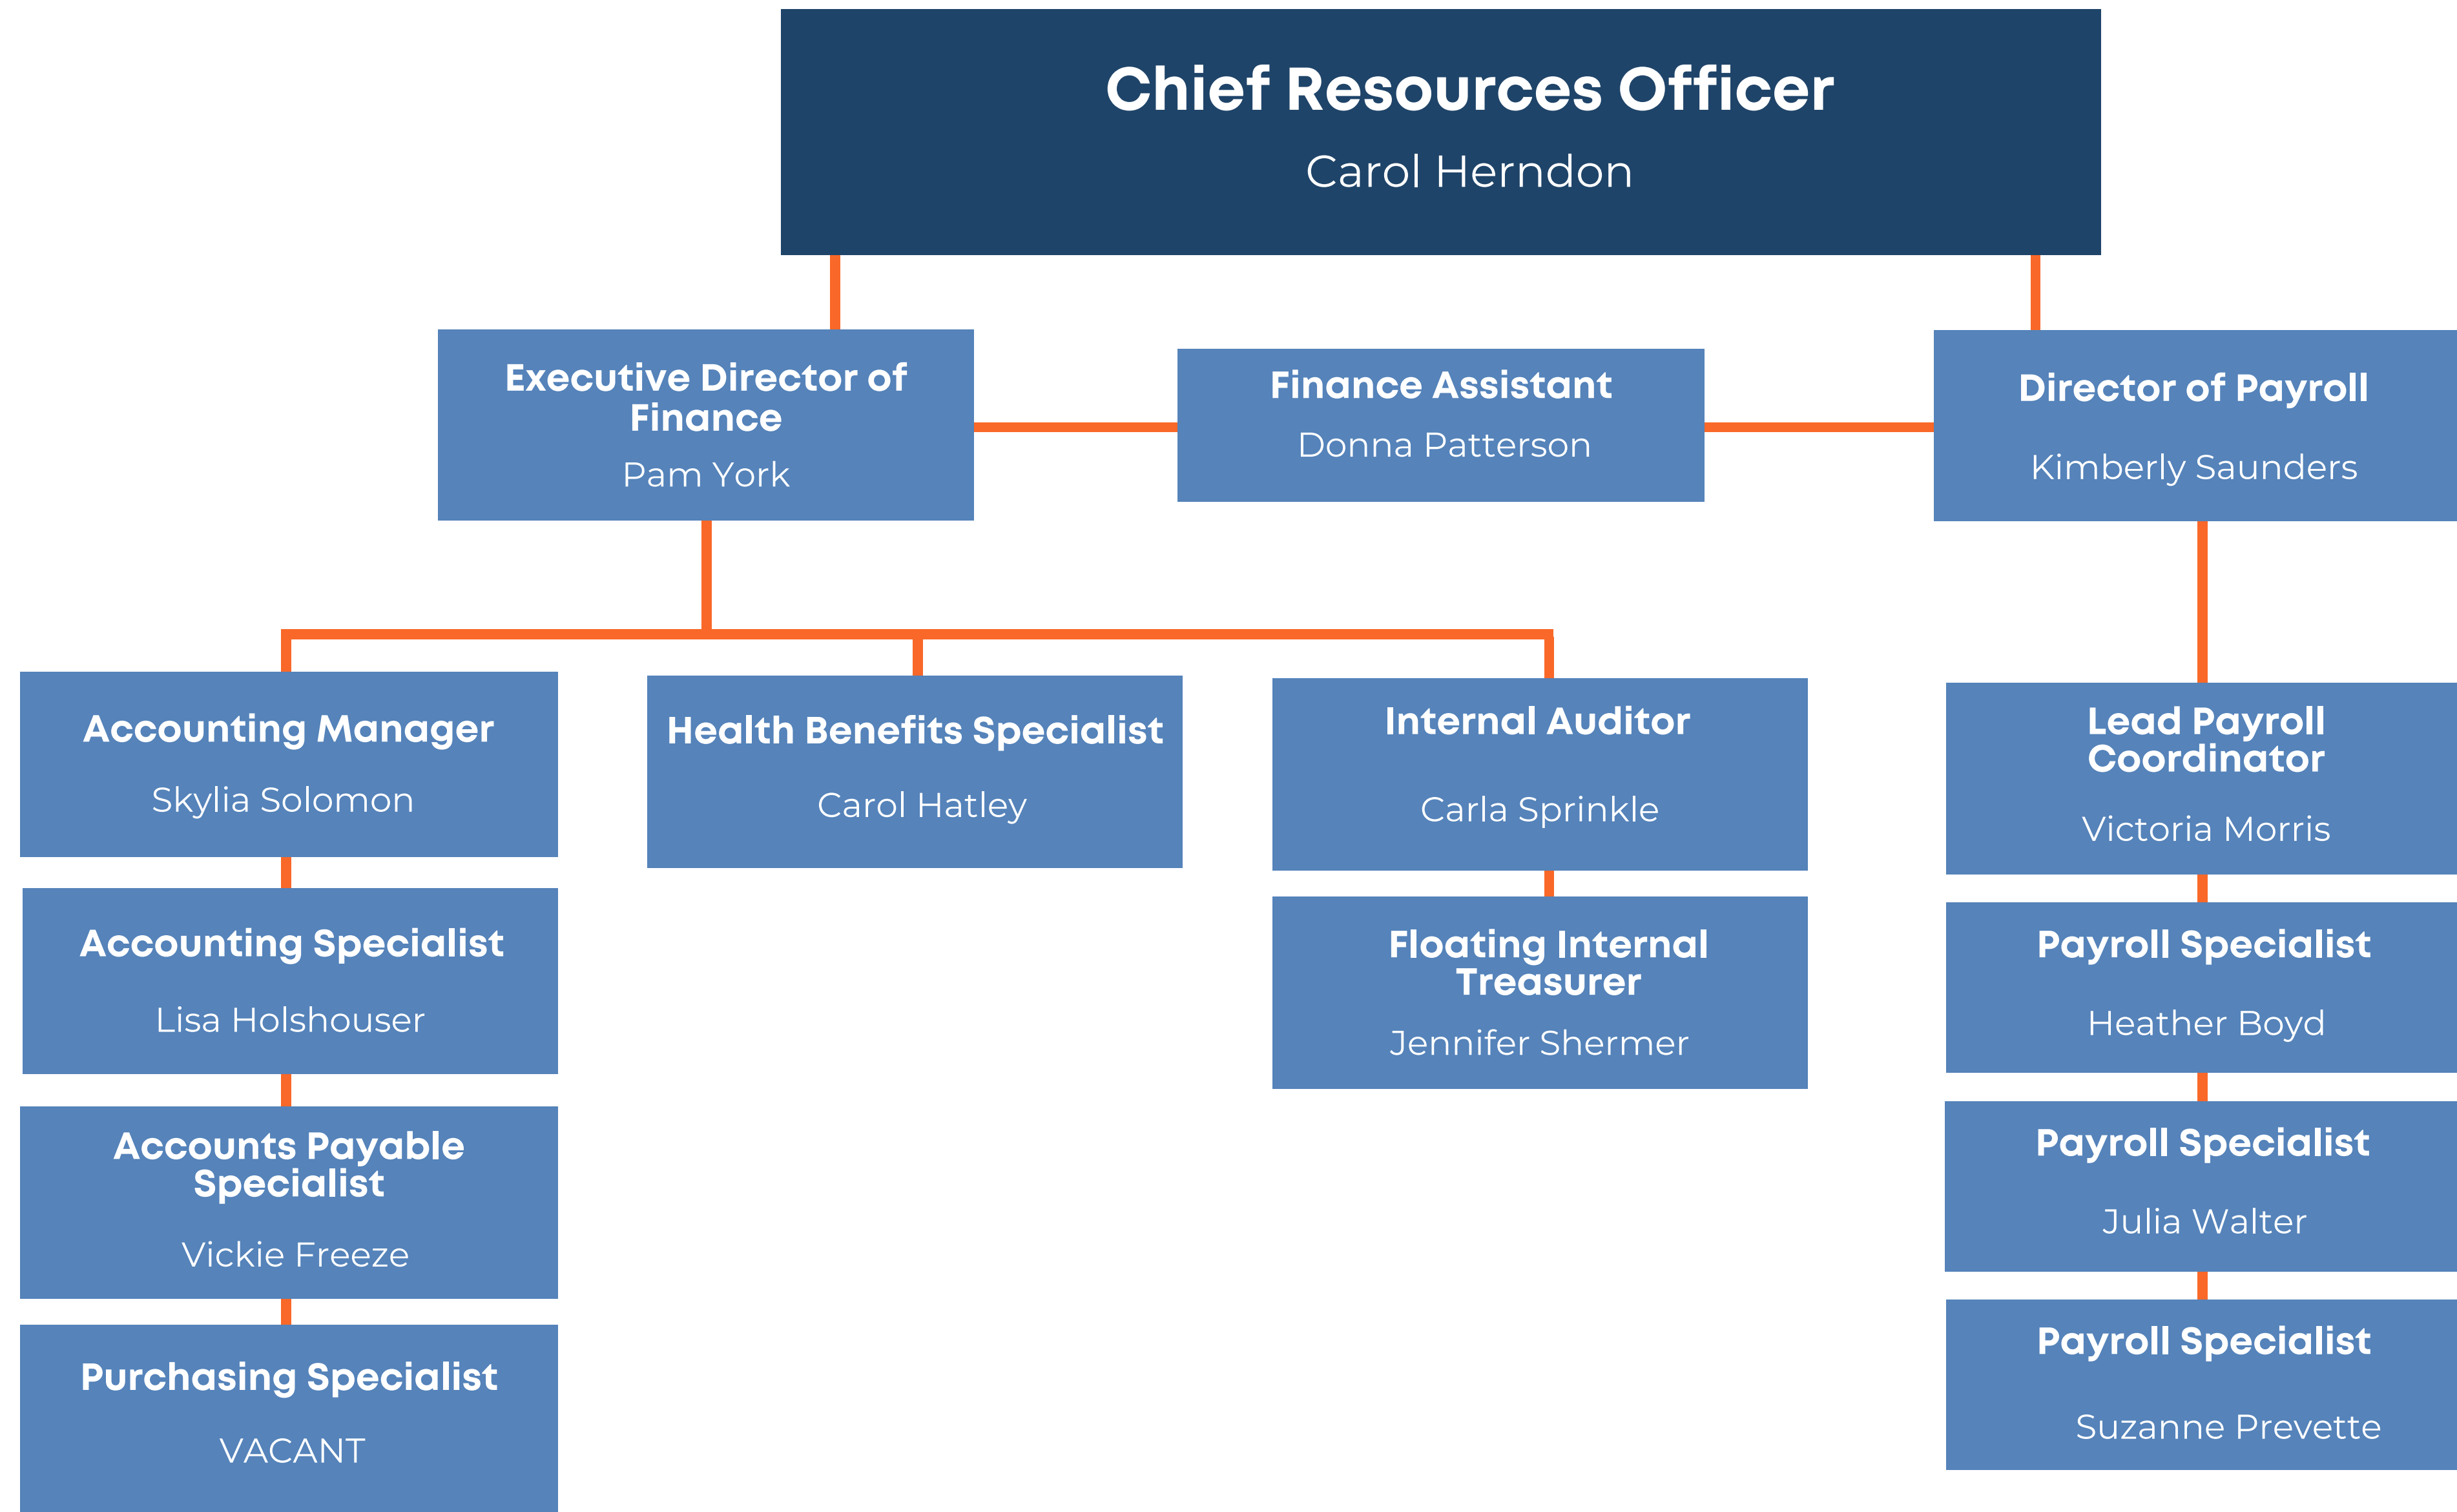 Chief Resources Officer
Carol Herndon
Executive Director of
Finance
Pam York
Finance Assistant
Donna Patterson
Director of Payroll
Kimberly Saunders
Accounting Manager
Skylia Solomon
Health Benefits Specialist
Carol Hatley
Internal Auditor
Carla Sprinkle
Lead Payroll
Coordinator
Victoria Morris
Accounting Specialist
Lisa Holshouser
Floating Internal
Treasurer
Jennifer Shermer
Payroll Specialist
Heather Boyd
Accounts Payable
Specialist
Vickie Freeze
Payroll Specialist
Julia Walter
Purchasing Specialist
VACANT
Payroll Specialist
Suzanne Prevette